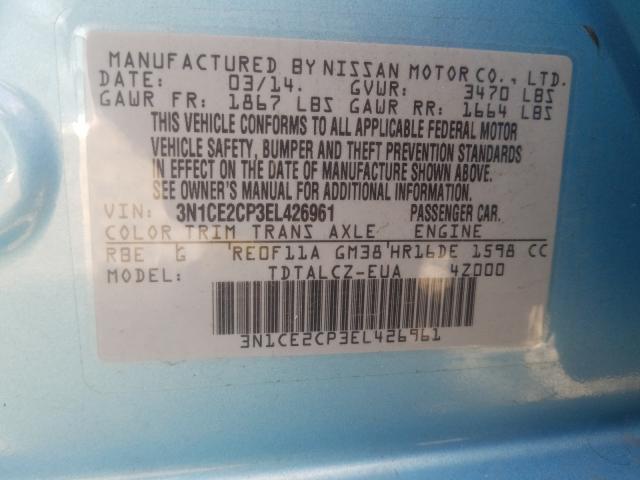 MANUFACTURED BY NISSAN MOTOR CO., LTD.
DATE: 03/14. GVWR: 3470 LBS
GAWR FR: 1867 LBS GAWR RR: 1664 LBS
THIS VEHICLE CONFORMS TO ALL APPLICABLE FEDERAL MOTOR
VEHICLE SAFETY, BUMPER AND THEFT PREVENTION STANDARDS
IN EFFECT ON THE DATE OF MANUFACTURE SHOWN ABOVE.
SEE OWNER'S MANUAL FOR ADDITIONAL INFORMATION.
VIN: 3N1CE2CP3EL426961 PASSENGER CAR.
COLOR TRIM TRANS AXLE ENGINE
RBE G RE0F11A GM38 HR16DE 1598 CC
MODEL: TDTALCZ-EUA 4Z000
3N1CE2CP3EL426961